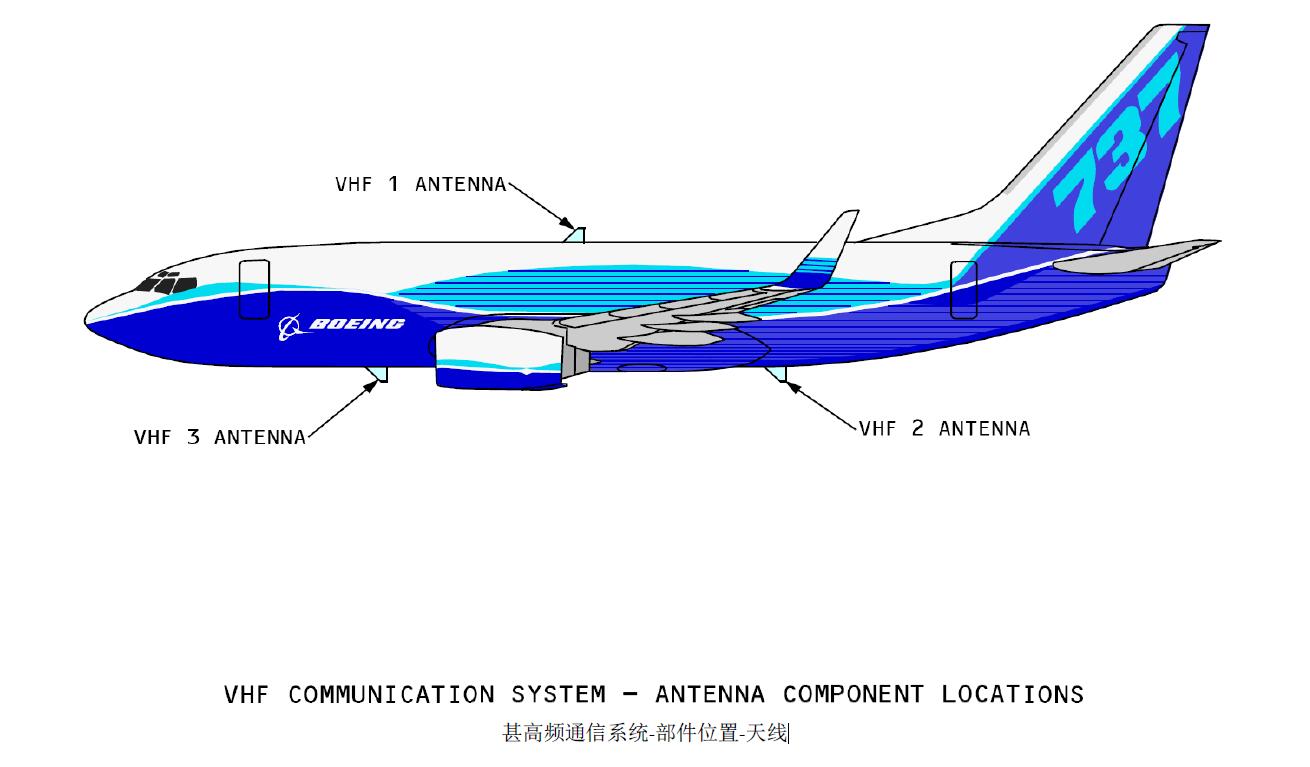 737
VHF 1 ANTENNA
BOEING
VHF 3 ANTENNA
VHF 2 ANTENNA
VHF COMMUNICATION SYSTEM - ANTENNA COMPONENT LOCATIONS
甚高频通信系统-部件位置-天线